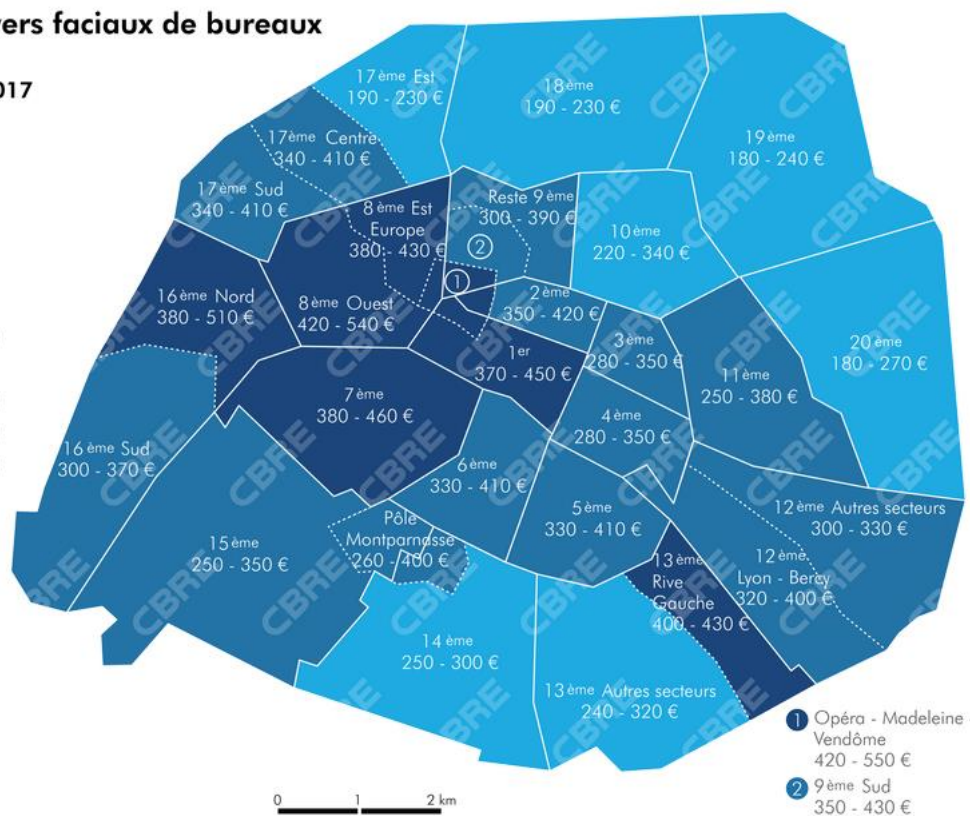 faciaux de bureaux
17ème Est
190 - 230 €
18ème
190 - 230 €
19ème
180 - 240 €
17ème Centre
340 - 410 €
17ème Sud
340 - 410 €
8ème Est
Europe
380 - 430 €
Reste 9ème
300 - 390 €
2
1
10ème
220 - 340 €
16ème Nord
380 - 510 €
8ème Ouest
420 - 540 €
2ème
350 - 420 €
3ème
280 - 350 €
20ème
180 - 270 €
1er
370 - 450 €
11ème
250 - 380 €
7ème
380 - 460 €
4ème
280 - 350 €
16ème Sud
300 - 370 €
6ème
330 - 410 €
5ème
330 - 410 €
12ème Autres secteurs
300 - 330 €
Pôle
Montparnasse
260 - 400 €
15ème
250 - 350 €
13ème
Rive
Gauche
400 - 430 €
12ème
Lyon - Bercy
320 - 400 €
14ème
250 - 300 €
13ème Autres secteurs
240 - 320 €
1 Opéra - Madeleine
Vendôme
420 - 550 €
2 9ème Sud
350 - 430 €
0 1 2 km
CBRE